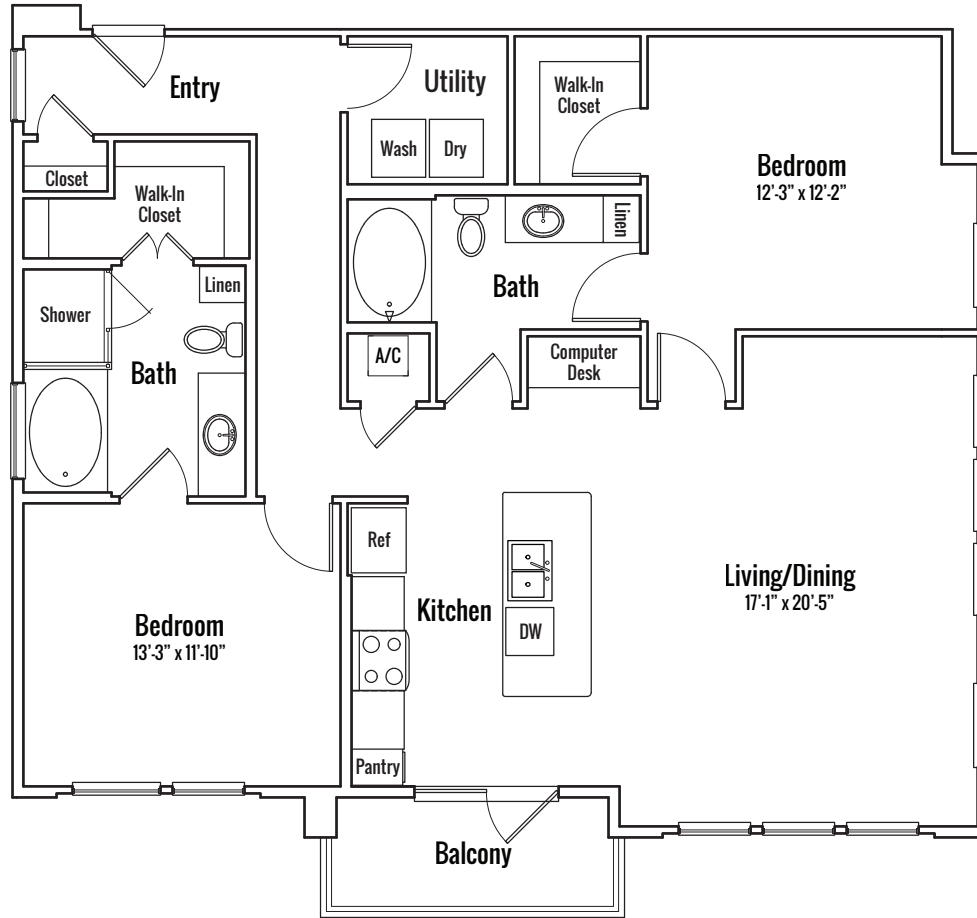 Entry
Utility
Walk-In
Closet
Wash
Dry
Bedroom
12'-3” x 12'-2”
Closet
Walk-In
Closet
Linen
Linen
Bath
Shower
A/C
Computer
Desk
Bath
Ref
Living/Dining
17'-1” x 20'-5”
Kitchen
Bedroom
13'-3” x 11'-10”
DW
Pantry
Balcony